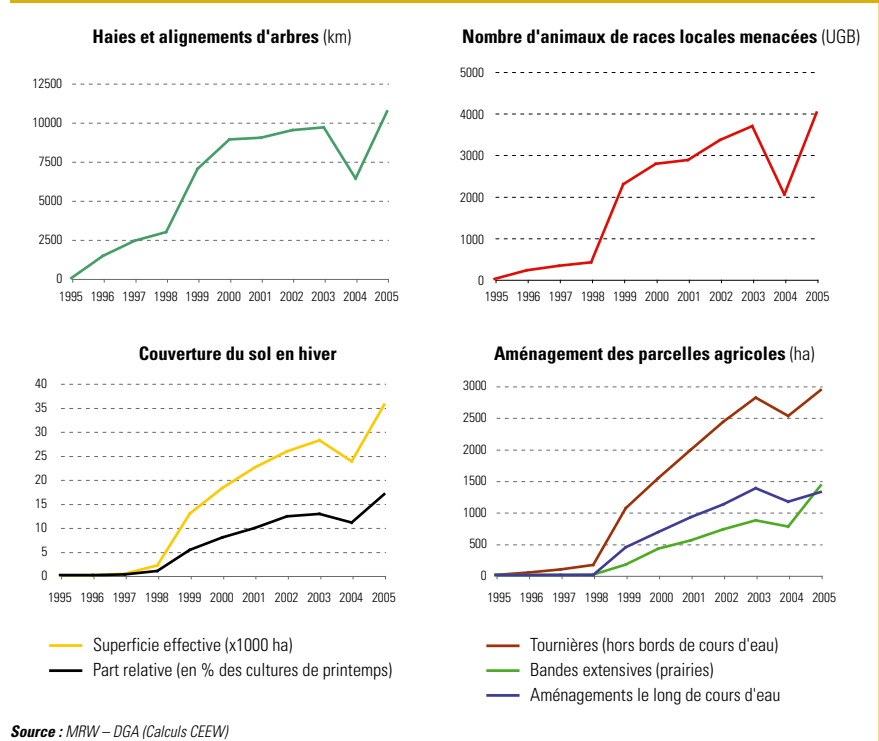 Haies et alignements d'arbres (km)
12500
10000
7500
5000
2500
0
1995 1996 1997 1998 1999 2000 2001 2002 2003 2004 2005
Nombre d'animaux de races locales menacées (UGB)
5000
4000
3000
2000
1000
0
1995 1996 1997 1998 1999 2000 2001 2002 2003 2004 2005
Couverture du sol en hiver
40
35
30
25
20
15
10
5
0
1995 1996 1997 1998 1999 2000 2001 2002 2003 2004 2005
Superficie effective (x1000 ha)
Part relative (en % des cultures de printemps)
Aménagement des parcelles agricoles (ha)
3000
2500
2000
1500
1000
500
0
1995 1996 1997 1998 1999 2000 2001 2002 2003 2004 2005
Tournières (hors bords de cours d'eau)
Bandes extensives (prairies)
Aménagements le long de cours d'eau
Source : MRW – DGA (Calculs CEEW)